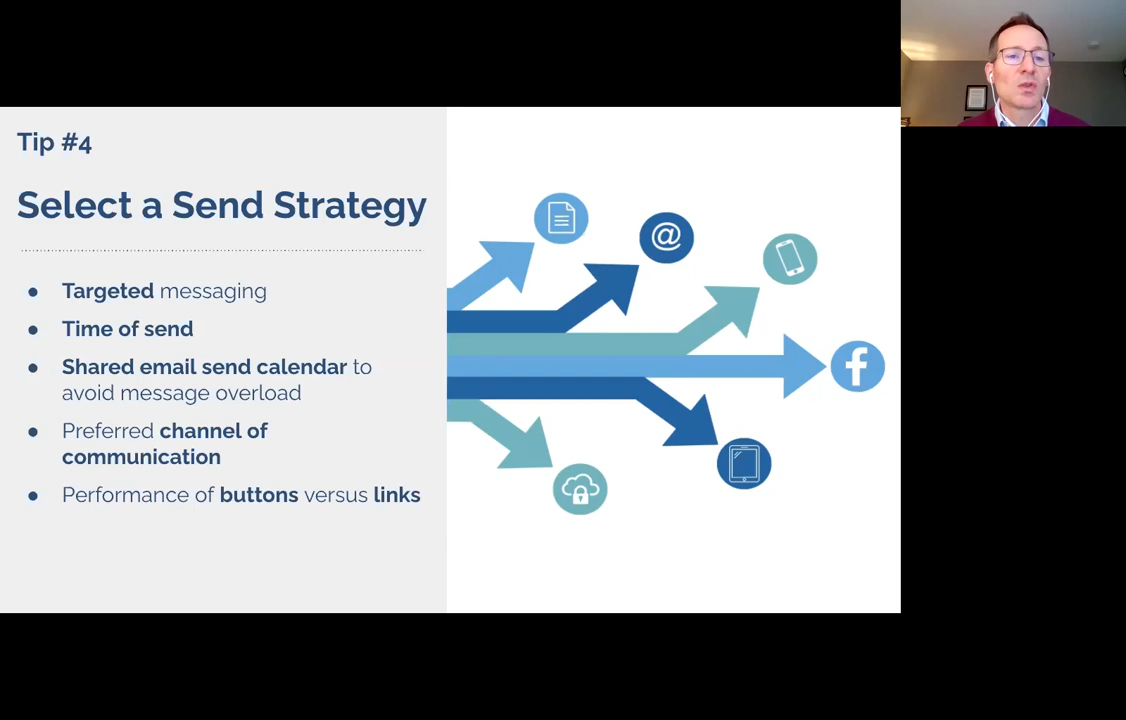 Tip #4
Select a Send Strategy
● Targeted messaging
● Time of send
● Shared email send calendar to
avoid message overload
● Preferred channel of
communication
● Performance of buttons versus links
@
f